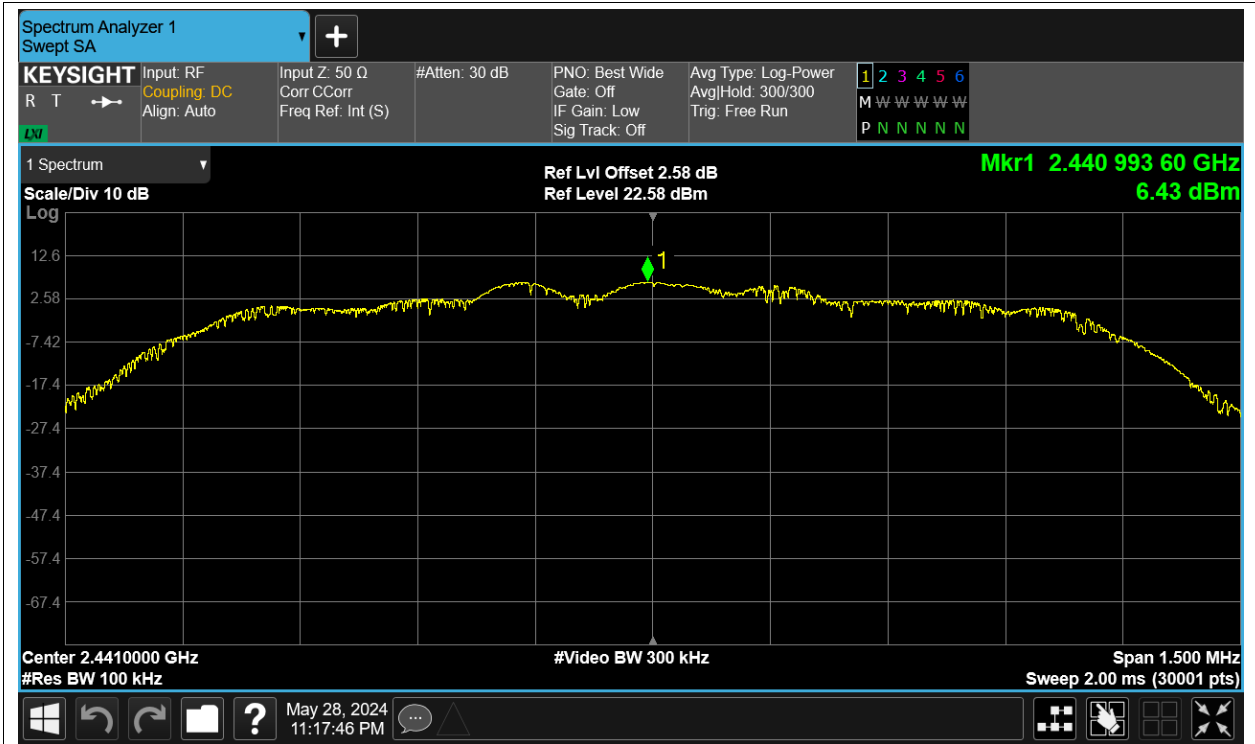 Spectrum Analyzer 1
Swept SA
+
KEYSIGHT
R T
LXI
Input: RF
Coupling: DC
Align: Auto
Input Z: 50 Ω
Corr CCorr
Freq Ref: Int (S)
#Atten: 30 dB
PNO: Best Wide
Gate: Off
IF Gain: Low
Sig Track: Off
Avg Type: Log-Power
Avg|Hold: 300/300
Trig: Free Run
1 2 3 4 5 6
M W W W W W
P N N N N N
1 Spectrum
Scale/Div 10 dB
Log
Ref Lvl Offset 2.58 dB
Ref Level 22.58 dBm
Mkr1 2.440 993 60 GHz
6.43 dBm
1
12.6
2.58
-7.42
-17.4
-27.4
-37.4
-47.4
-57.4
-67.4
Center 2.4410000 GHz
#Res BW 100 kHz
#Video BW 300 kHz
Span 1.500 MHz
Sweep 2.00 ms (30001 pts)
?
May 28, 2024
11:17:46 PM